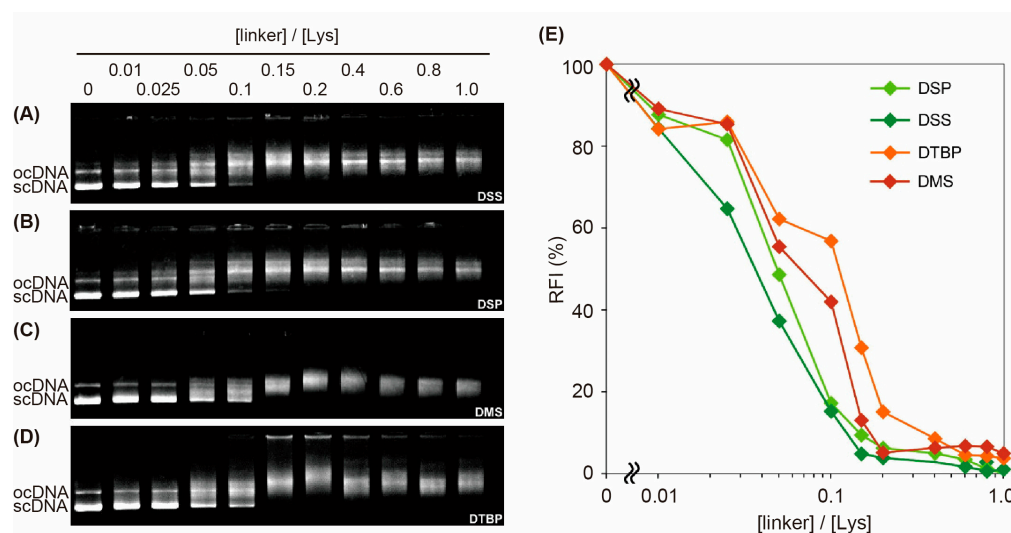 [linker] / [Lys]
0.01 0.05 0.15 0.4 0.8
0 0.025 0.1 0.2 0.6 1.0
(A)
ocDNA
scDNA
DSS
(B)
ocDNA
scDNA
DSP
(C)
ocDNA
scDNA
DMS
(D)
ocDNA
scDNA
DTBP
(E)
100
80
60
40
20
0
RFI (%)
0 0.01 0.1 1.0
[linker] / [Lys]
DSP
DSS
DTBP
DMS